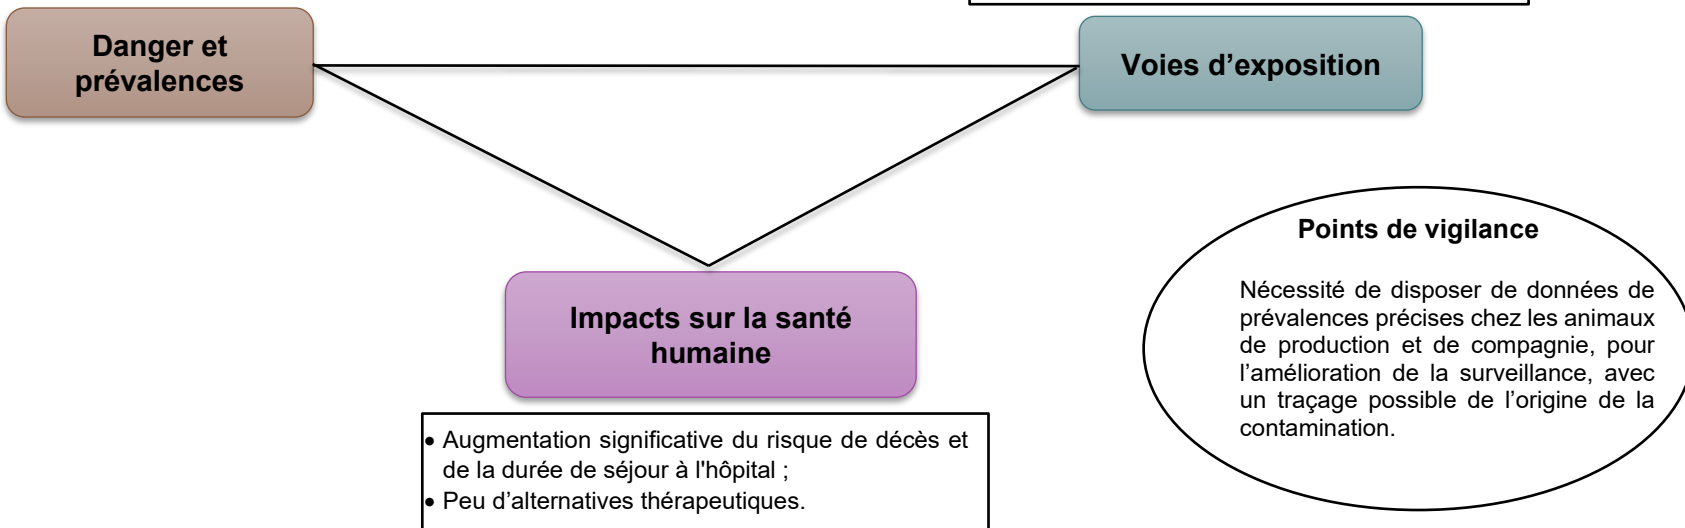 Danger et
prévalences
Voies d’exposition
Points de vigilance
Nécessité de disposer de données de
prévalences précises chez les animaux
de production et de compagnie, pour
l’amélioration de la surveillance, avec
un traçage possible de l’origine de la
contamination.
Impacts sur la santé
humaine
• Augmentation significative du risque de décès et
de la durée de séjour à l'hôpital ;
• Peu d’alternatives thérapeutiques.